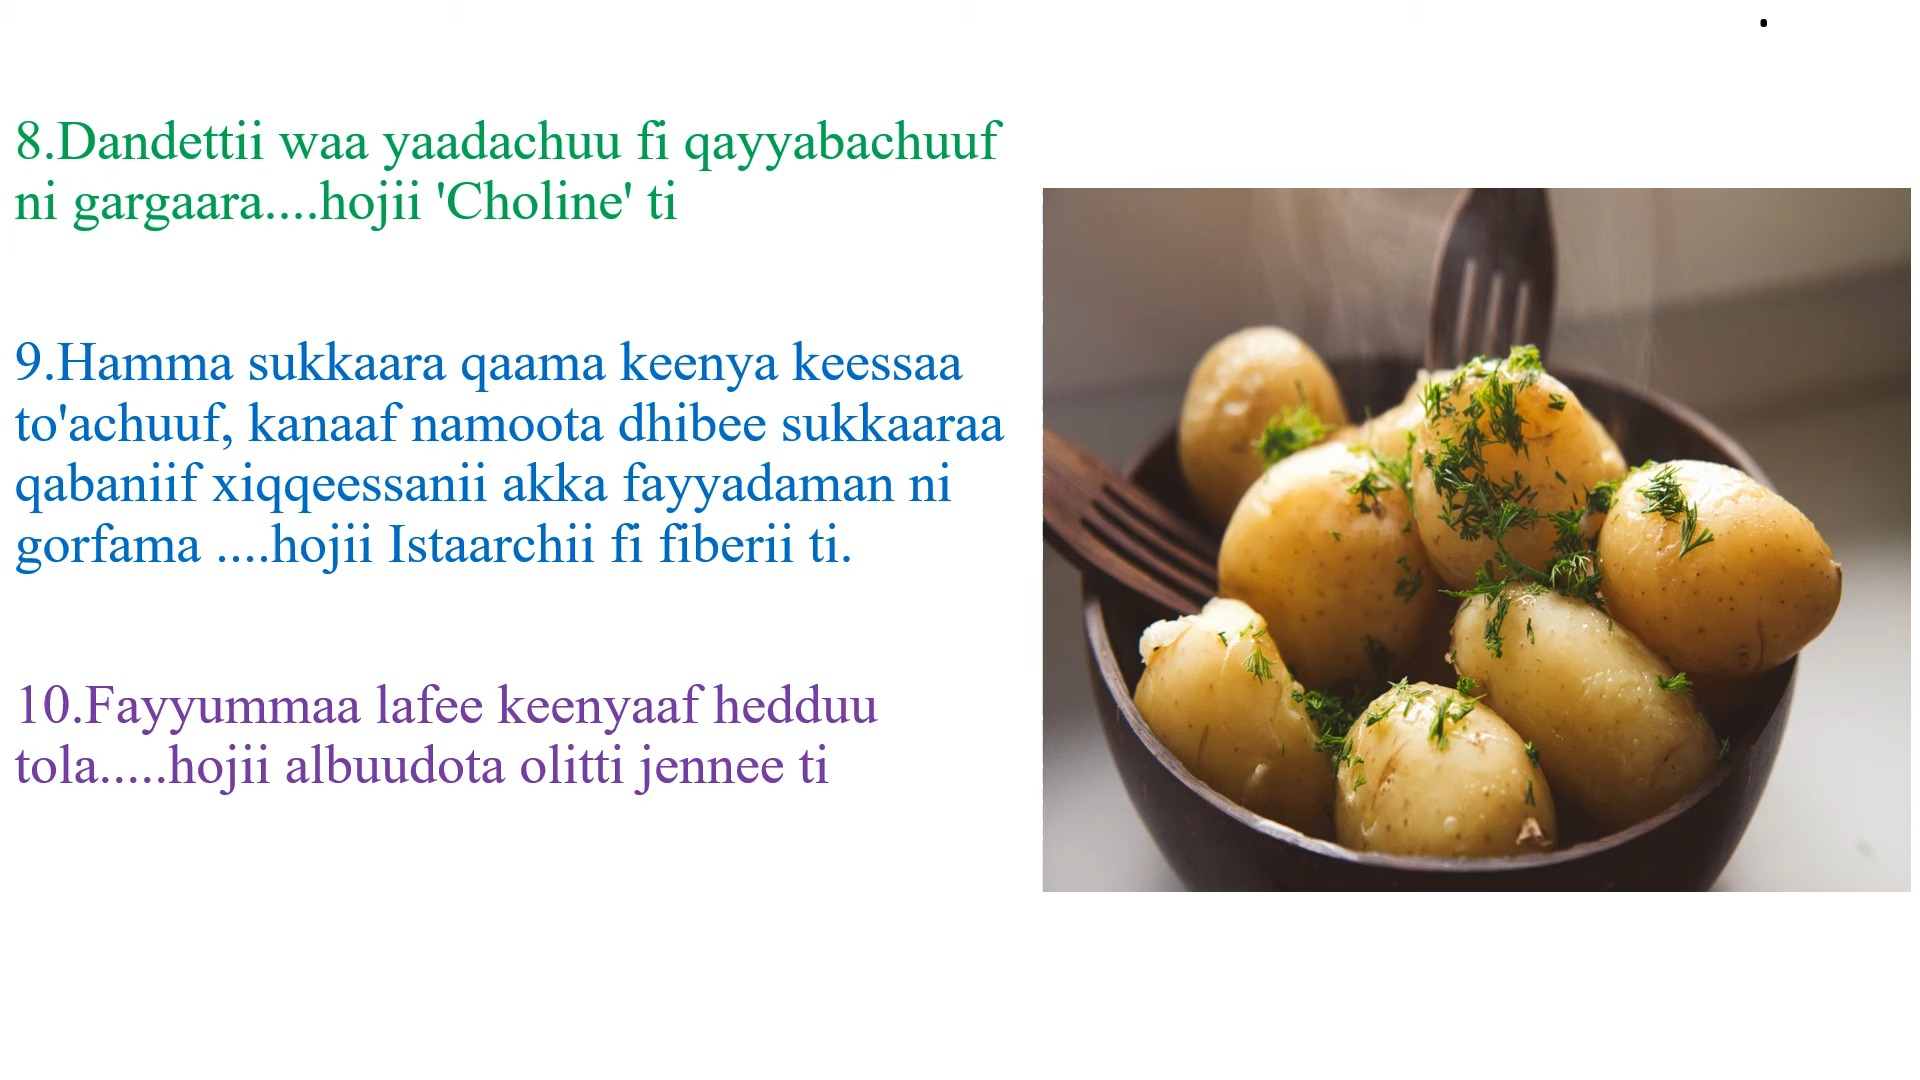 8.Dandettii waa yaadachuu fi qayyabachuuf
ni gargaara....hojii 'Choline' ti
9.Hamma sukkaara qaama keenya keessaa
to'achuuf, kanaaf namoota dhibee sukkaaraa
qabaniif xiqqeessanii akka fayyadaman ni
gorfama ....hojii Istaarchii fi fiberii ti.
10.Fayyummaa lafee keenyaaf hedduu
tola.....hojii albuudota olitti jennee ti